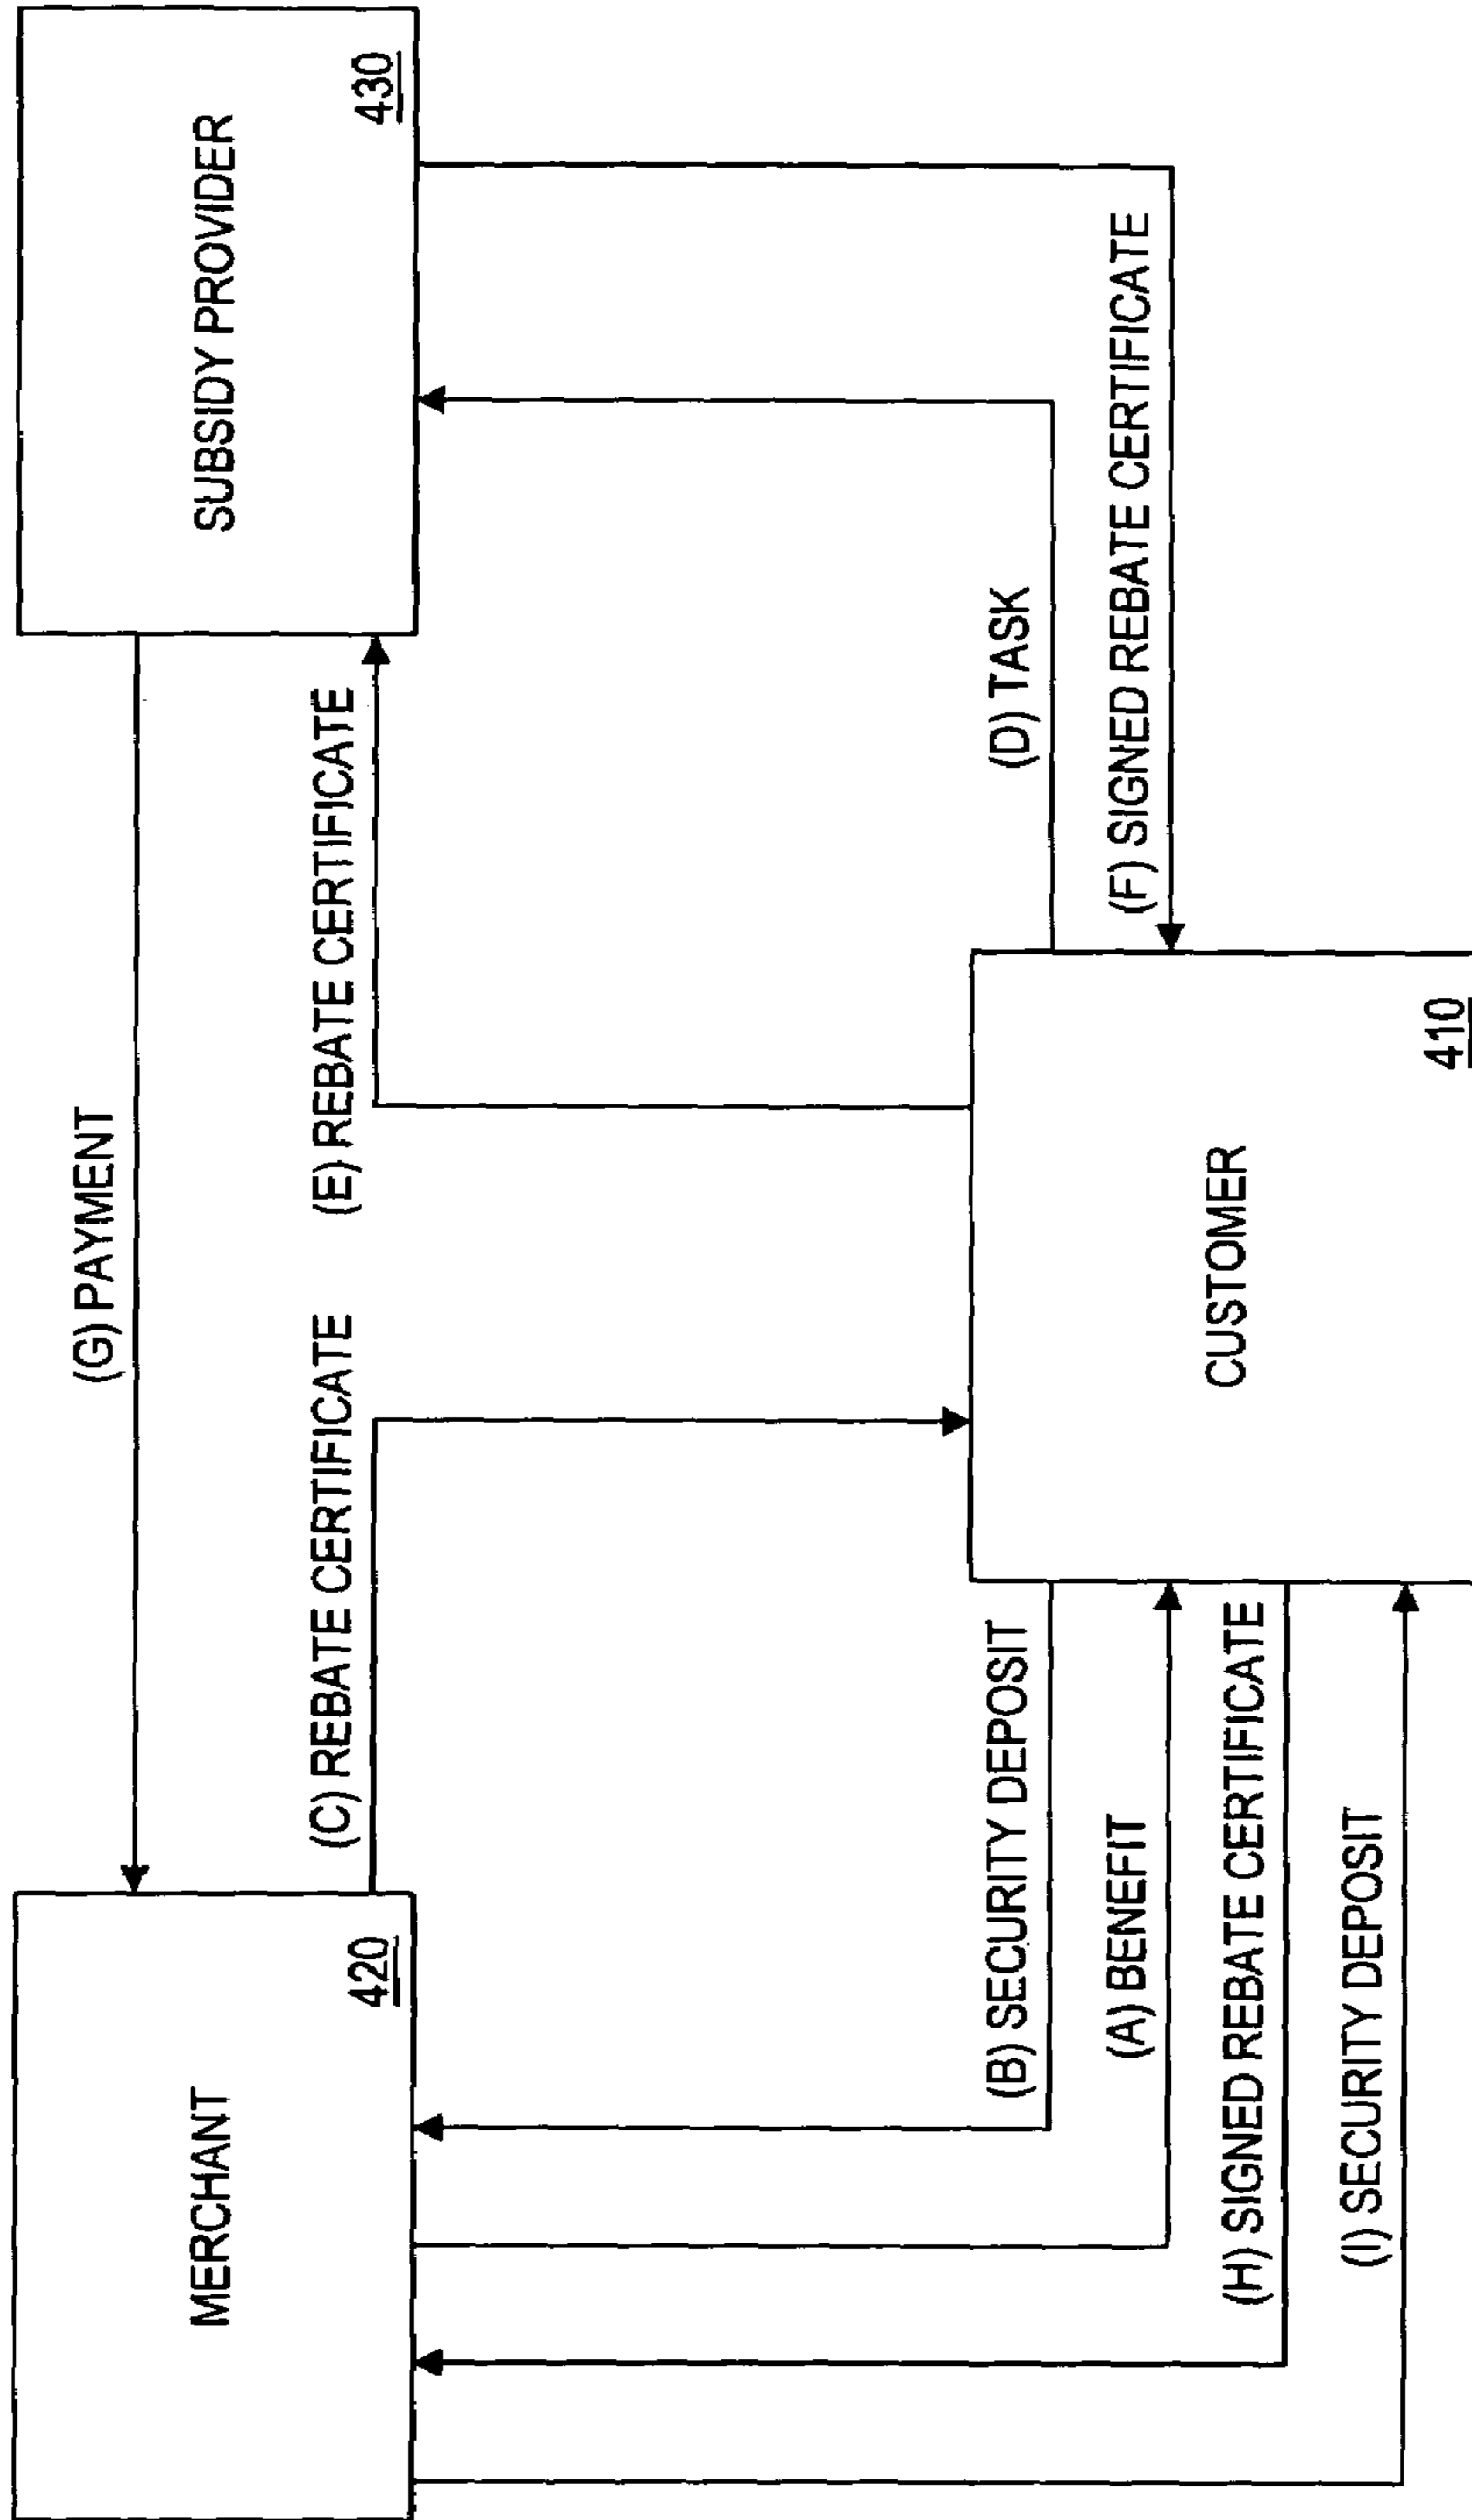 (G) PAYMENT
MERCHANT
420
SUBSIDY PROVIDER
430
(C) REBATE CERTIFICATE
(E) REBATE CERTIFICATE
(B) SECURITY DEPOSIT
(D) TASK
(A) BENEFIT
(F) SIGNED REBATE CERTIFICATE
CUSTOMER
(H) SIGNED REBATE CERTIFICATE
(I) SECURITY DEPOSIT
410